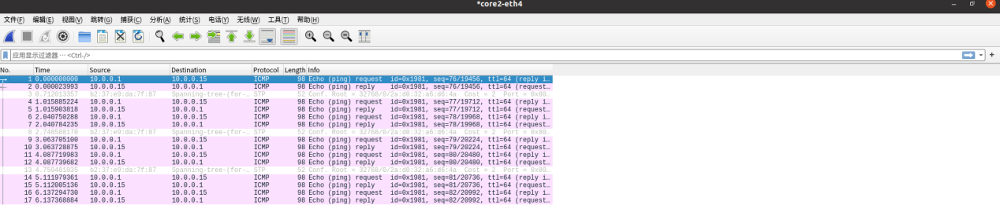 *core2-eth4
文件(F) 编辑(E) 视图(V) 跳转(G) 捕获(C) 分析(A) 统计(S) 电话(Y) 无线(W) 工具(T) 帮助(H)
应用显示过滤器 … <Ctrl-/>
No. Time Source Destination Protocol Length Info
1 0.000000000 10.0.0.1 10.0.0.15 ICMP 98 Echo (ping) request id=0x1981, seq=76/19456, ttl=64 (reply i…
2 0.000023993 10.0.0.15 10.0.0.1 ICMP 98 Echo (ping) reply id=0x1981, seq=76/19456, ttl=64 (request…
3 0.712013357 b2:37:e9:da:7f:87 Spanning-tree-(for-… STP 52 Conf. Root = 32768/0/2a:d0:32:a6:d6:4a Cost = 2 Port = 0x80…
4 1.015885224 10.0.0.1 10.0.0.15 ICMP 98 Echo (ping) request id=0x1981, seq=77/19712, ttl=64 (reply i…
5 1.015903818 10.0.0.15 10.0.0.1 ICMP 98 Echo (ping) reply id=0x1981, seq=77/19712, ttl=64 (request…
6 2.040750288 10.0.0.1 10.0.0.15 ICMP 98 Echo (ping) request id=0x1981, seq=78/19968, ttl=64 (reply i…
7 2.040784235 10.0.0.15 10.0.0.1 ICMP 98 Echo (ping) reply id=0x1981, seq=78/19968, ttl=64 (request…
8 2.748588170 b2:37:e9:da:7f:87 Spanning-tree-(for-… STP 52 Conf. Root = 32768/0/2a:d0:32:a6:d6:4a Cost = 2 Port = 0x80…
9 3.063705100 10.0.0.1 10.0.0.15 ICMP 98 Echo (ping) request id=0x1981, seq=79/20224, ttl=64 (reply i…
10 3.063728875 10.0.0.15 10.0.0.1 ICMP 98 Echo (ping) reply id=0x1981, seq=79/20224, ttl=64 (request…
11 4.087719983 10.0.0.1 10.0.0.15 ICMP 98 Echo (ping) request id=0x1981, seq=80/20480, ttl=64 (reply i…
12 4.087739682 10.0.0.15 10.0.0.1 ICMP 98 Echo (ping) reply id=0x1981, seq=80/20480, ttl=64 (request…
13 4.750481035 b2:37:e9:da:7f:87 Spanning-tree-(for-… STP 52 Conf. Root = 32768/0/2a:d0:32:a6:d6:4a Cost = 2 Port = 0x80…
14 5.111979361 10.0.0.1 10.0.0.15 ICMP 98 Echo (ping) request id=0x1981, seq=81/20736, ttl=64 (reply i…
15 5.112005136 10.0.0.15 10.0.0.1 ICMP 98 Echo (ping) reply id=0x1981, seq=81/20736, ttl=64 (request…
16 6.137294730 10.0.0.1 10.0.0.15 ICMP 98 Echo (ping) request id=0x1981, seq=82/20992, ttl=64 (reply i…
17 6.137368884 10.0.0.15 10.0.0.1 ICMP 98 Echo (ping) reply id=0x1981, seq=82/20992, ttl=64 (request…